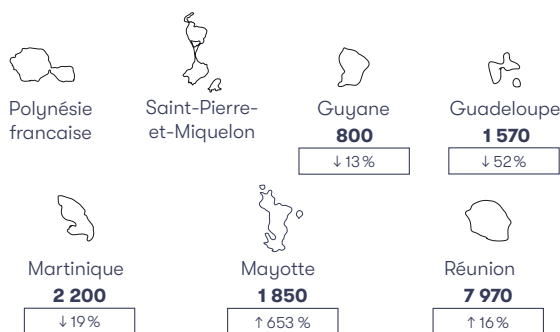 Polynésie
francaise
Saint-Pierre-
et-Miquelon
Guyane
800
↓ 13 %
Guadeloupe
1 570
↓ 52 %
Martinique
2 200
↓ 19 %
Mayotte
1 850
↑ 653 %
Réunion
7 970
↑ 16 %